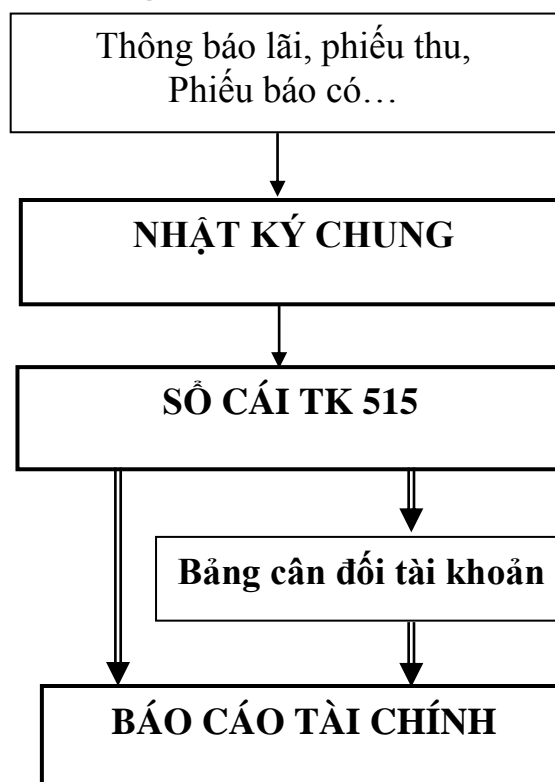 Thông báo lãi, phiếu thu,
Phiếu báo có…
NHẬT KÝ CHUNG
SỔ CÁI TK 515
Bảng cân đối tài khoản
BÁO CÁO TÀI CHÍNH